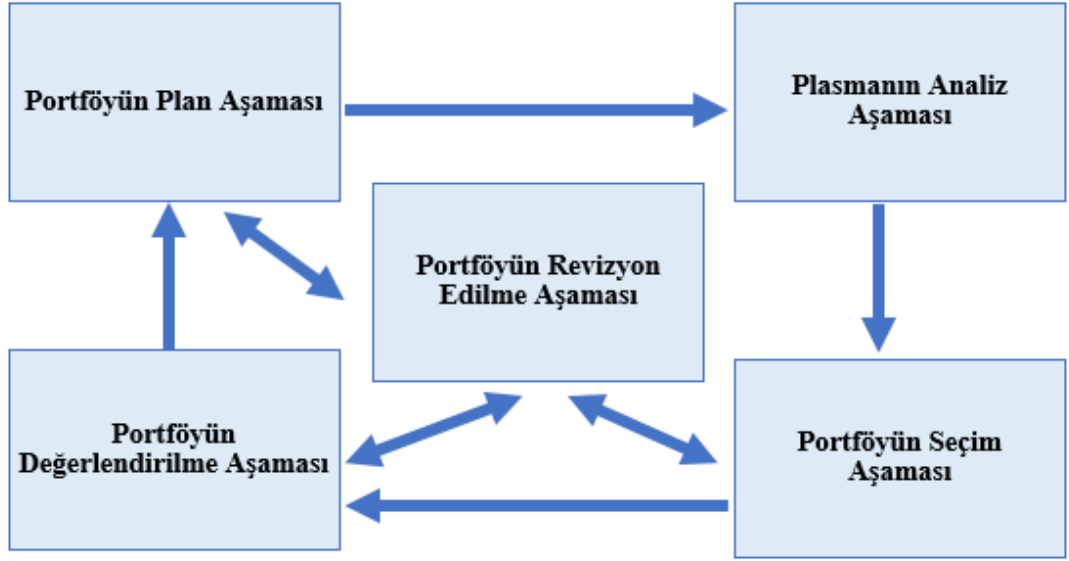 Portföyün Plan Aşaması
Plasmanın Analiz
Aşaması
Portföyün Revizyon
Edilme Aşaması
Portföyün
Değerlendirilme Aşaması
Portföyün Seçim
Aşaması